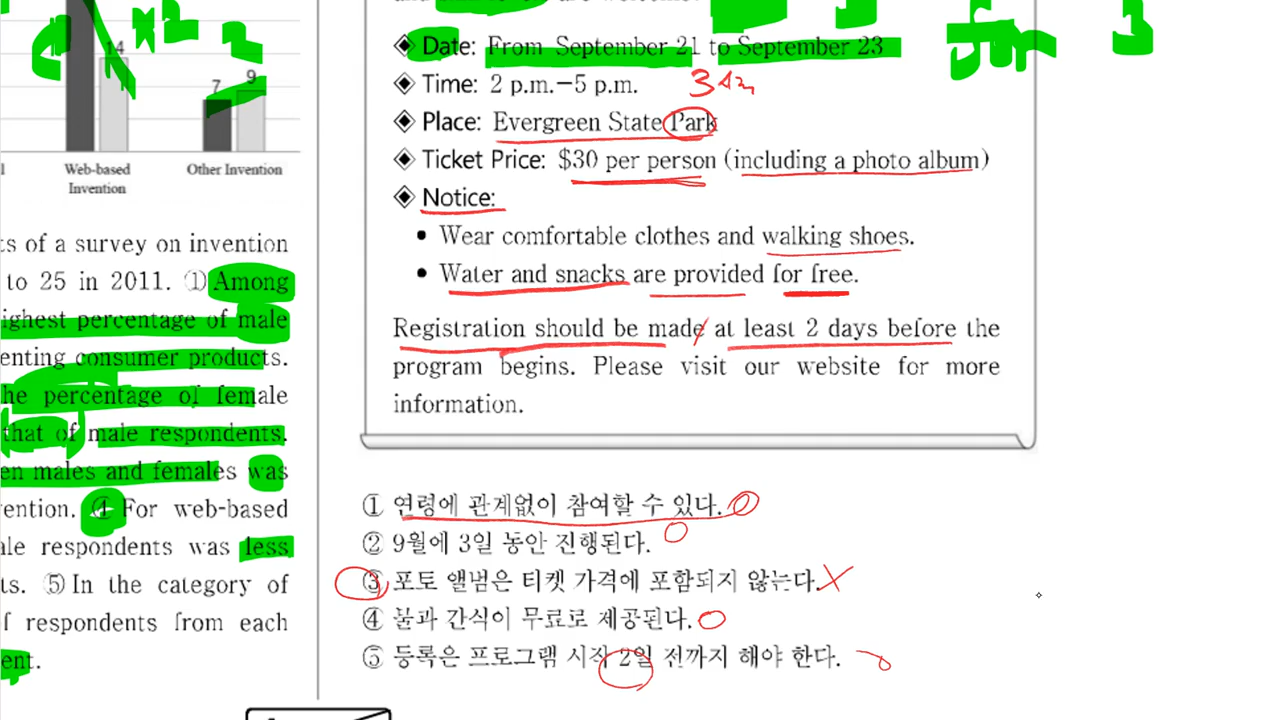 14
7
9
Web-based
Invention
Other Invention
ts of a survey on invention
to 25 in 2011. ① Among
ighest percentage of male
enting consumer products.
he percentage of female
that of male respondents.
en males and females was
ention. ④ For web-based
ale respondents was less
ts. ⑤ In the category of
f respondents from each
ent.
◈ Date: From September 21 to September 23
◈ Time: 2 p.m.−5 p.m.
◈ Place: Evergreen State Park
◈ Ticket Price: $30 per person (including a photo album)
◈ Notice:
• Wear comfortable clothes and walking shoes.
• Water and snacks are provided for free.
Registration should be made at least 2 days before the
program begins. Please visit our website for more
information.
① 연령에 관계없이 참여할 수 있다.
② 9월에 3일 동안 진행된다.
③ 포토 앨범은 티켓 가격에 포함되지 않는다.
④ 물과 간식이 무료로 제공된다.
⑤ 등록은 프로그램 시작 2일 전까지 해야 한다.